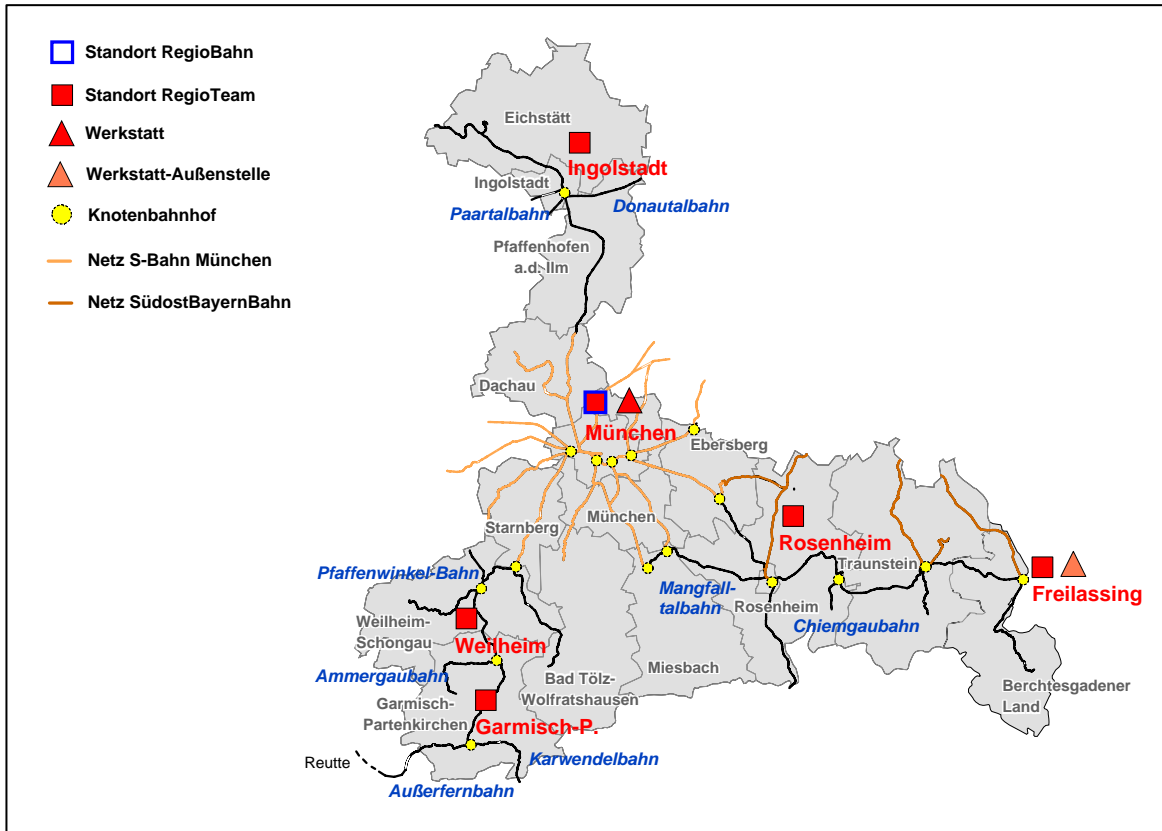 Standort RegioBahn
Standort RegioTeam
Werkstatt
Werkstatt-Außenstelle
Knotenbahnhof
Netz S-Bahn München
Netz SüdostBayernBahn
Eichstätt
Ingolstadt
Ingolstadt
Paartalbahn
Donautalbahn
Pfaffenhofen
a.d. Ilm
Dachau
München
Ebersberg
Starnberg
München
Rosenheim
Traunstein
Freilassing
Pfaffenwinkel-Bahn
Mangfall-
talbahn
Rosenheim
Chiemgaubahn
Weilheim-
Schongau
Weilheim
Ammergaubahn
Miesbach
Bad Tölz-
Wolfratshausen
Berchtesgadener
Land
Garmisch-
Partenkirchen
Garmisch-P.
Karwendelbahn
Reutte
Außerfernbahn